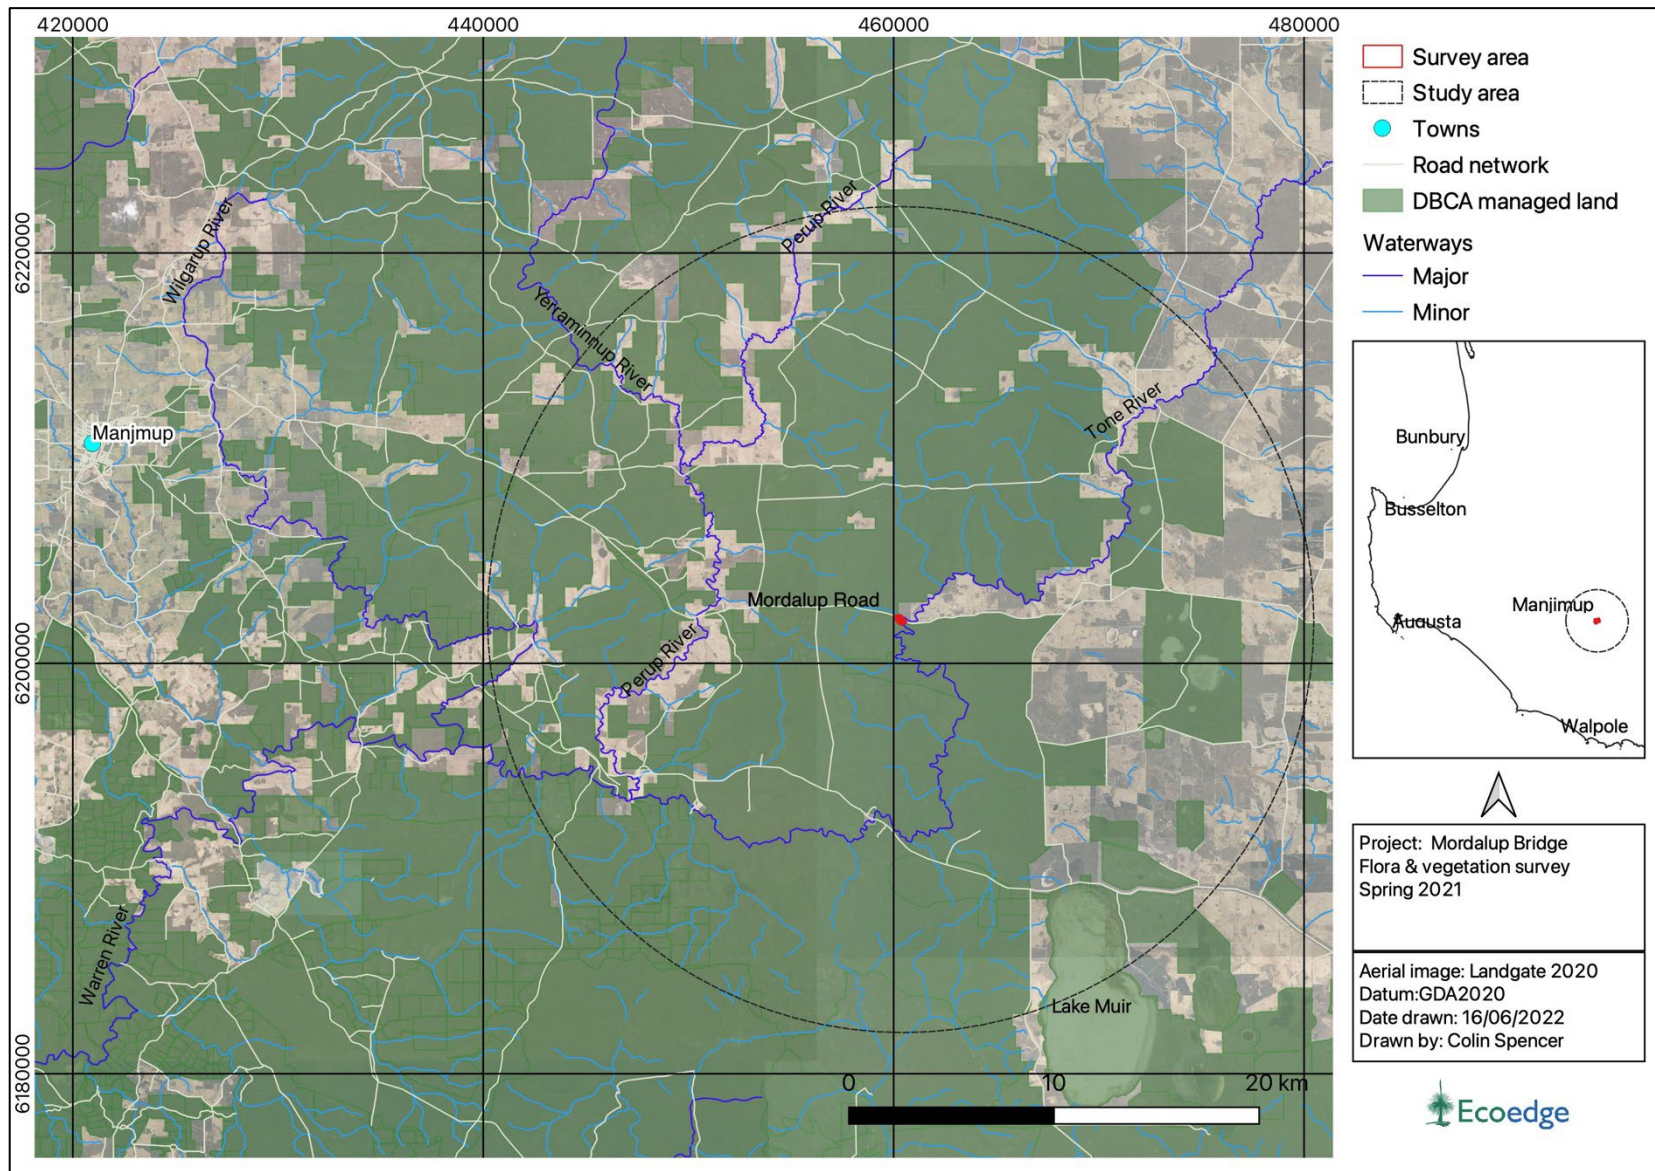 420000
440000
460000
480000
6220000
6200000
6180000
Wilgarup River
Perup River
Yerraminnup River
Tone River
Manjmup
Mordalup Road
Perup River
Warren River
Lake Muir
0
10
20 km
Survey area
Study area
Towns
Road network
DBCA managed land
Waterways
Major
Minor
Bunbury
Busselton
Manjimup
Augusta
Walpole
Project: Mordalup Bridge
Flora & vegetation survey
Spring 2021
Aerial image: Landgate 2020
Datum:GDA2020
Date drawn: 16/06/2022
Drawn by: Colin Spencer
Ecoedge